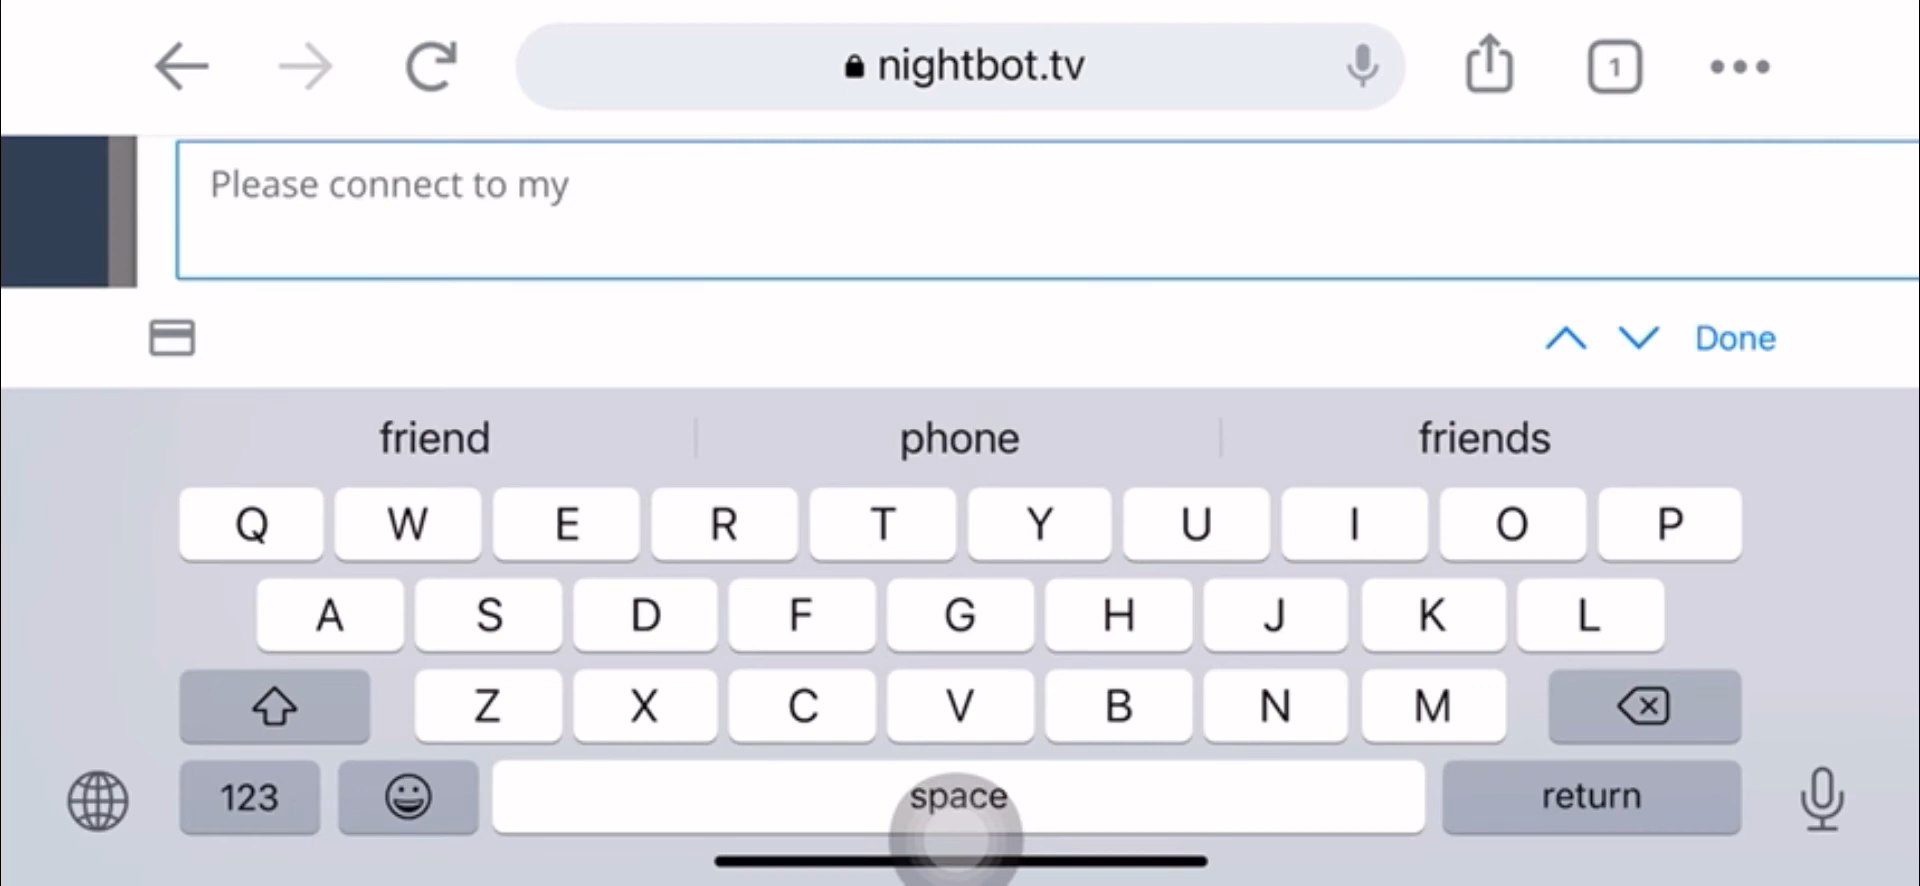 nightbot.tv
1
Please connect to my
Done
friend phone friends
Q W E R T Y U I O P
A S D F G H J K L
Z X C V B N M
123 space return